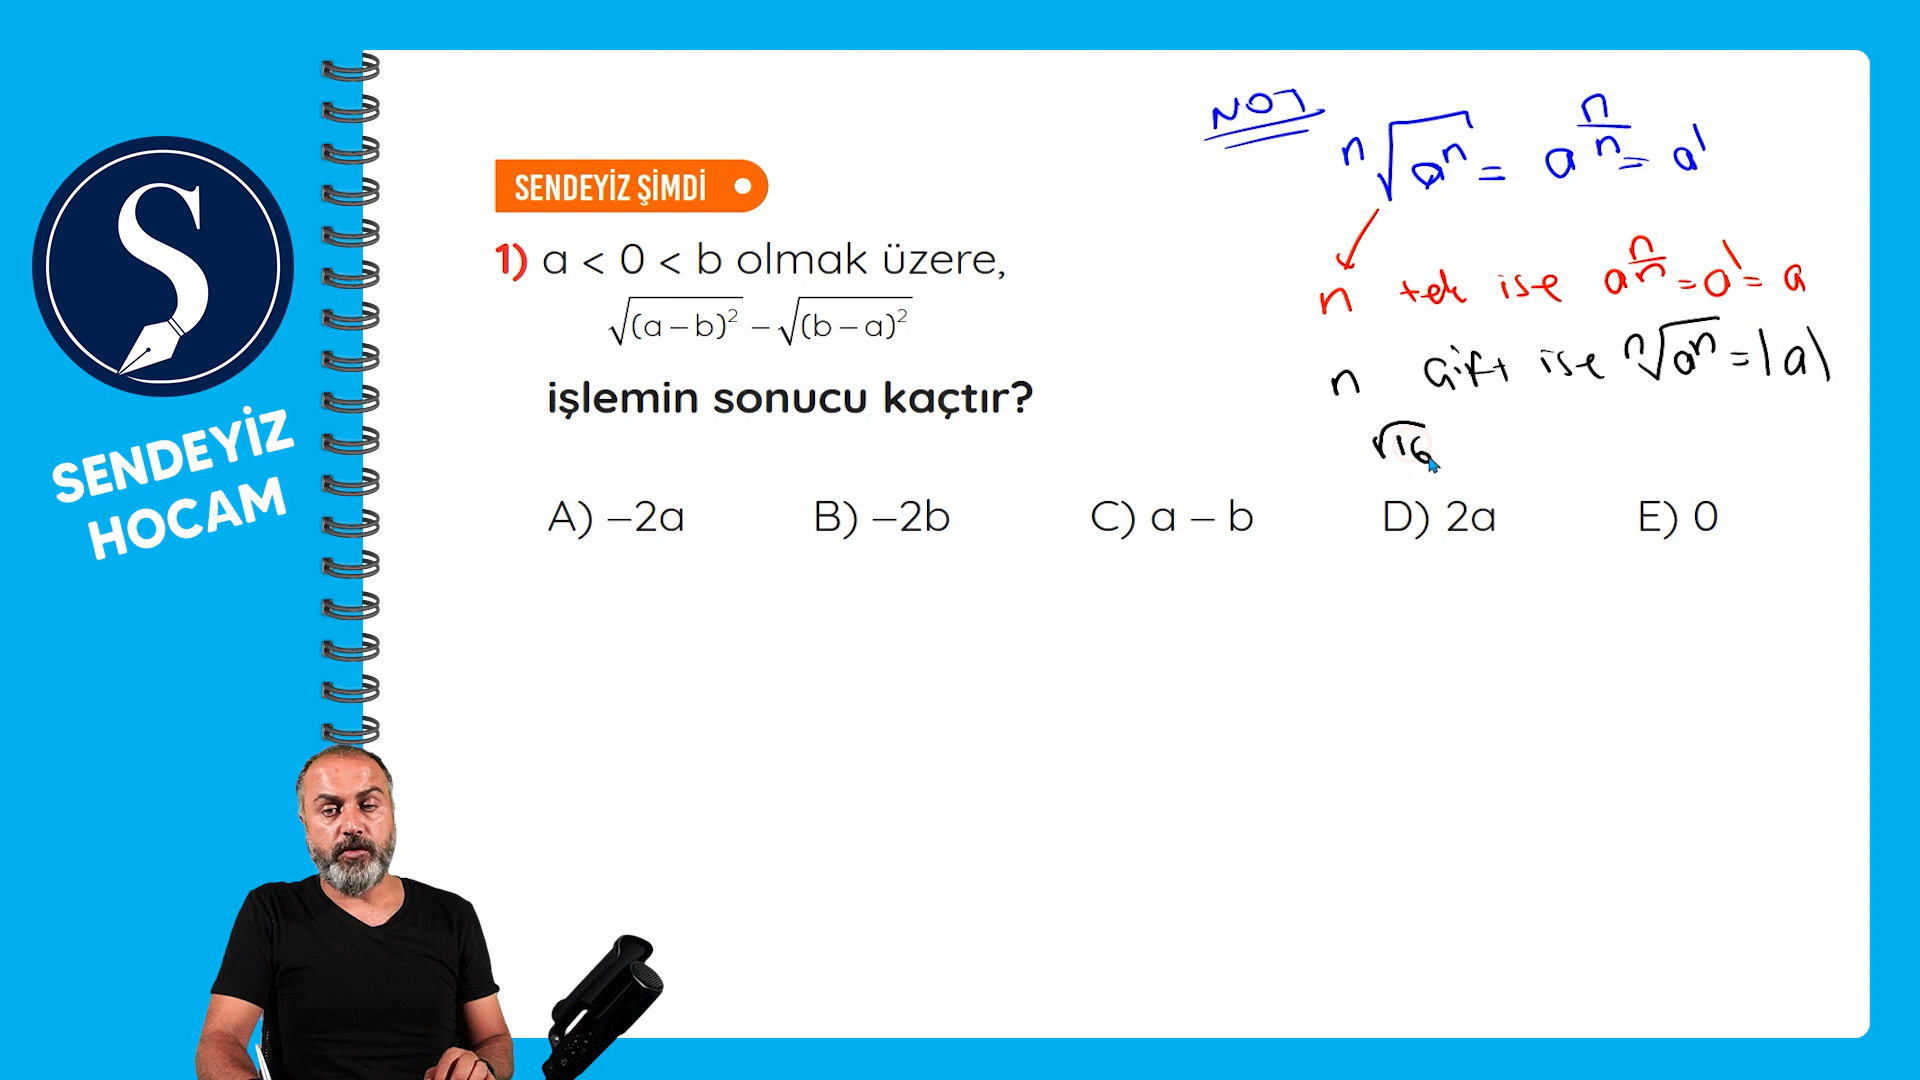 SENDEYİZ HOCAM
SENDEYİZ ŞİMDİ
1) a < 0 < b olmak üzere,
√(a – b)² – √(b – a)²
işlemin sonucu kaçtır?
A) –2a B) –2b C) a – b D) 2a E) 0
NOT
ⁿ√aⁿ = a^(n/n) = a¹
n tek ise a^(n/n) = a¹ = a
n çift ise ⁿ√aⁿ = |a|
√16